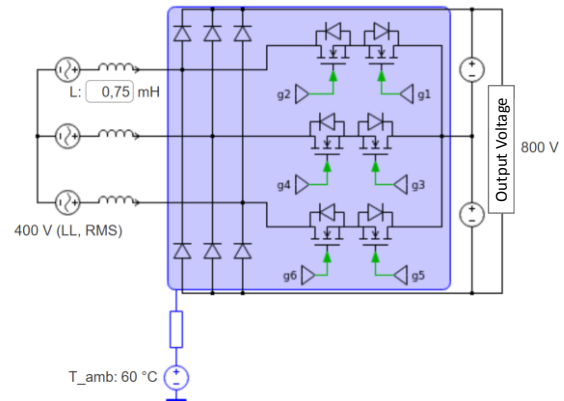 g2
g1
L: 0,75 mH
g4
g3
Output Voltage
800 V
400 V (LL, RMS)
g6
g5
T_amb: 60 °C